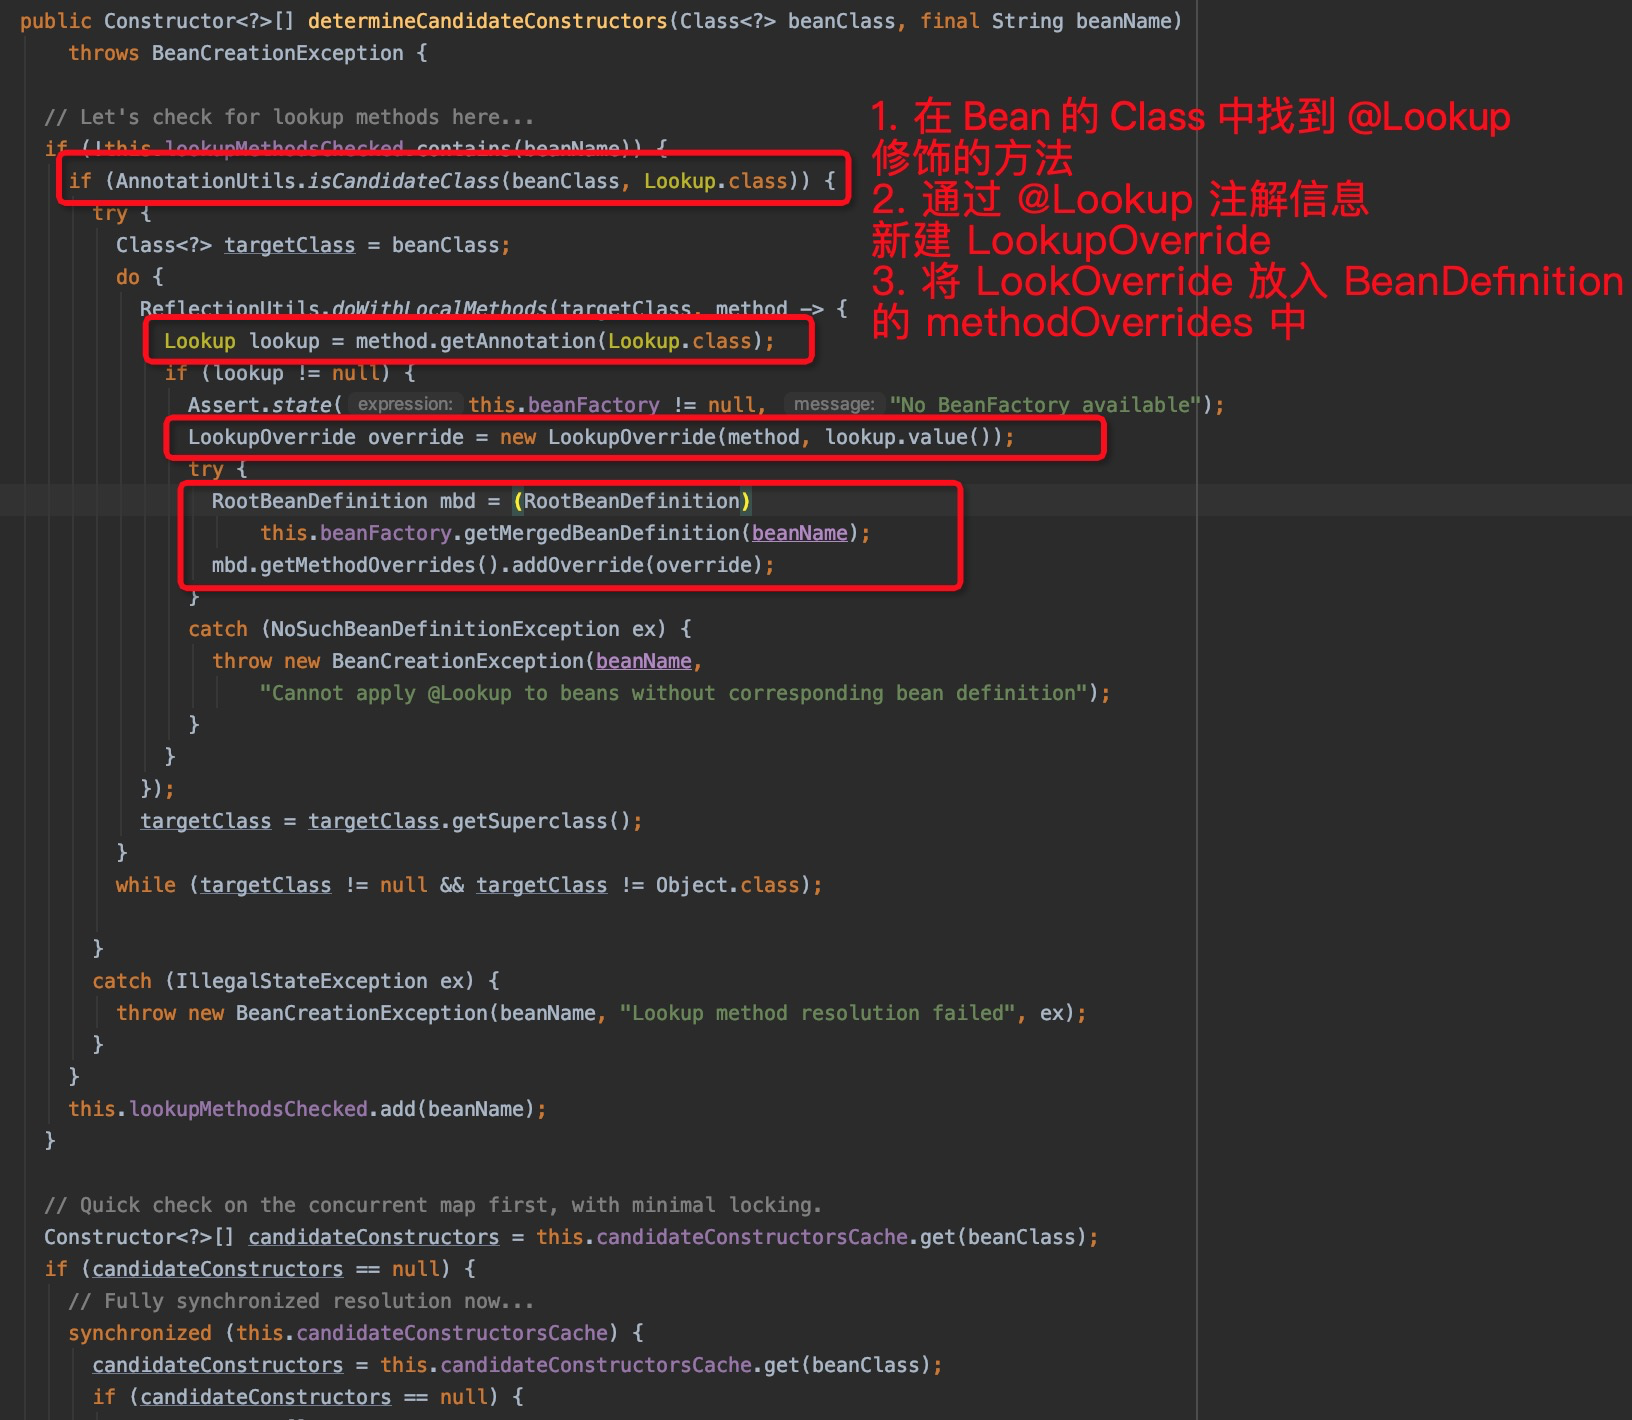 public Constructor<?>[] determineCandidateConstructors(Class<?> beanClass, final String beanName)
throws BeanCreationException {
// Let's check for lookup methods here...
if (!this.lookupMethodsChecked.contains(beanName)) {
if (AnnotationUtils.isCandidateClass(beanClass, Lookup.class)) {
try {
Class<?> targetClass = beanClass;
do {
ReflectionUtils.doWithLocalMethods(targetClass, method -> {
Lookup lookup = method.getAnnotation(Lookup.class);
if (lookup != null) {
Assert.state( expression: this.beanFactory != null, message: "No BeanFactory available");
LookupOverride override = new LookupOverride(method, lookup.value());
try {
RootBeanDefinition mbd = (RootBeanDefinition)
this.beanFactory.getMergedBeanDefinition(beanName);
mbd.getMethodOverrides().addOverride(override);
}
catch (NoSuchBeanDefinitionException ex) {
throw new BeanCreationException(beanName,
"Cannot apply @Lookup to beans without corresponding bean definition");
}
}
});
targetClass = targetClass.getSuperclass();
}
while (targetClass != null && targetClass != Object.class);
}
catch (IllegalStateException ex) {
throw new BeanCreationException(beanName, "Lookup method resolution failed", ex);
}
}
this.lookupMethodsChecked.add(beanName);
}
// Quick check on the concurrent map first, with minimal locking.
Constructor<?>[] candidateConstructors = this.candidateConstructorsCache.get(beanClass);
if (candidateConstructors == null) {
// Fully synchronized resolution now...
synchronized (this.candidateConstructorsCache) {
candidateConstructors = this.candidateConstructorsCache.get(beanClass);
if (candidateConstructors == null) {
1. 在 Bean 的 Class 中找到 @Lookup
修饰的方法
2. 通过 @Lookup 注解信息
新建 LookupOverride
3. 将 LookOverride 放入 BeanDefinition
的 methodOverrides 中